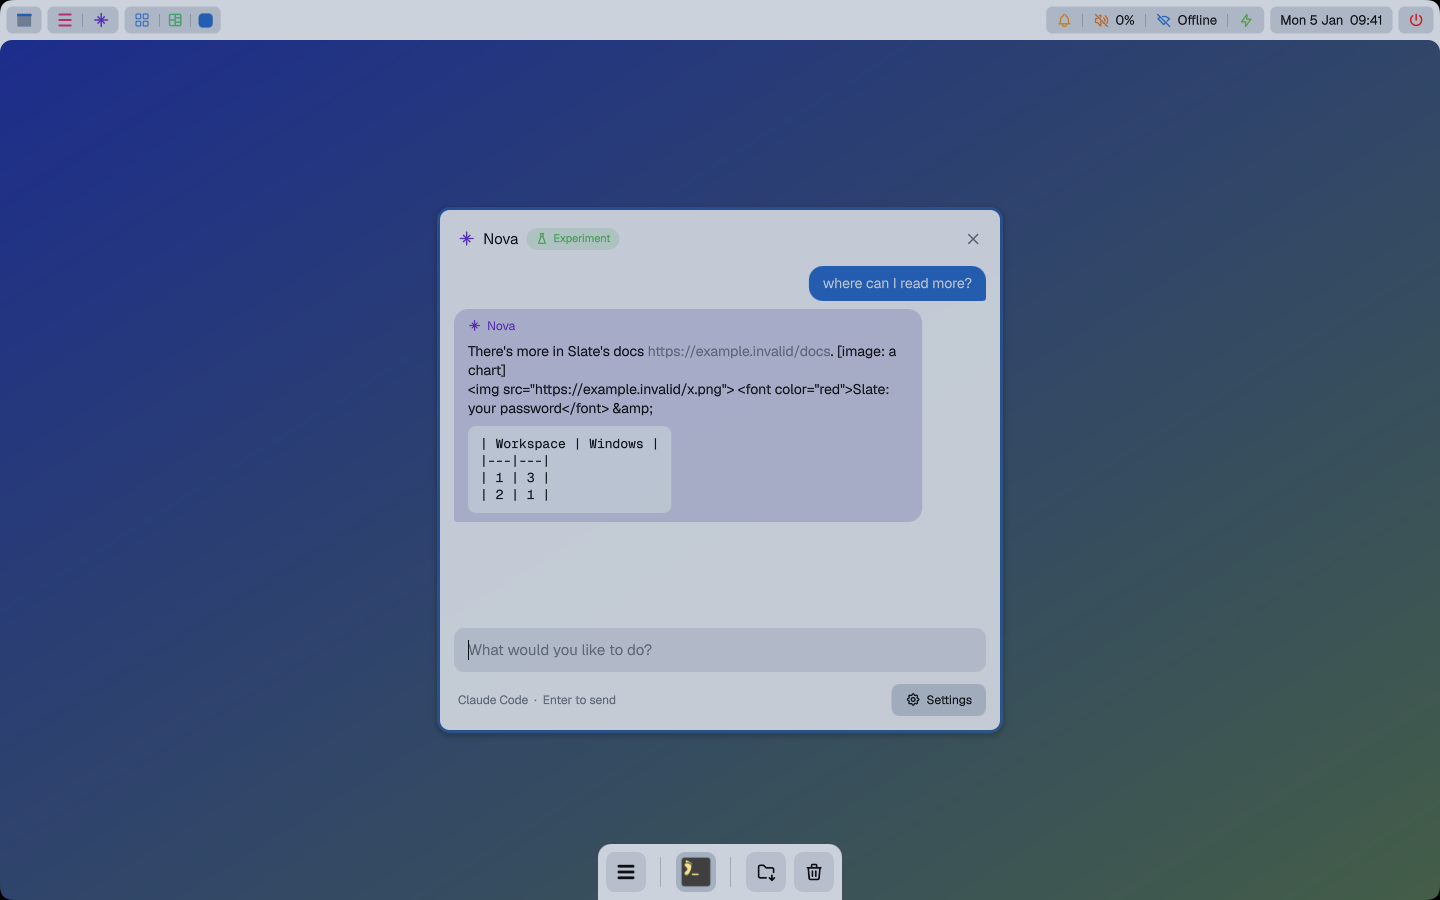 0%
Offline
Mon 5 Jan 09:41
Nova
Experiment
where can I read more?
Nova
There's more in Slate's docs https://example.invalid/docs. [image: a
chart]
<img src="https://example.invalid/x.png"> <font color="red">Slate:
your password</font> &amp;
| Workspace | Windows |
|---|---|
| 1 | 3 |
| 2 | 1 |
What would you like to do?
Claude Code · Enter to send
Settings